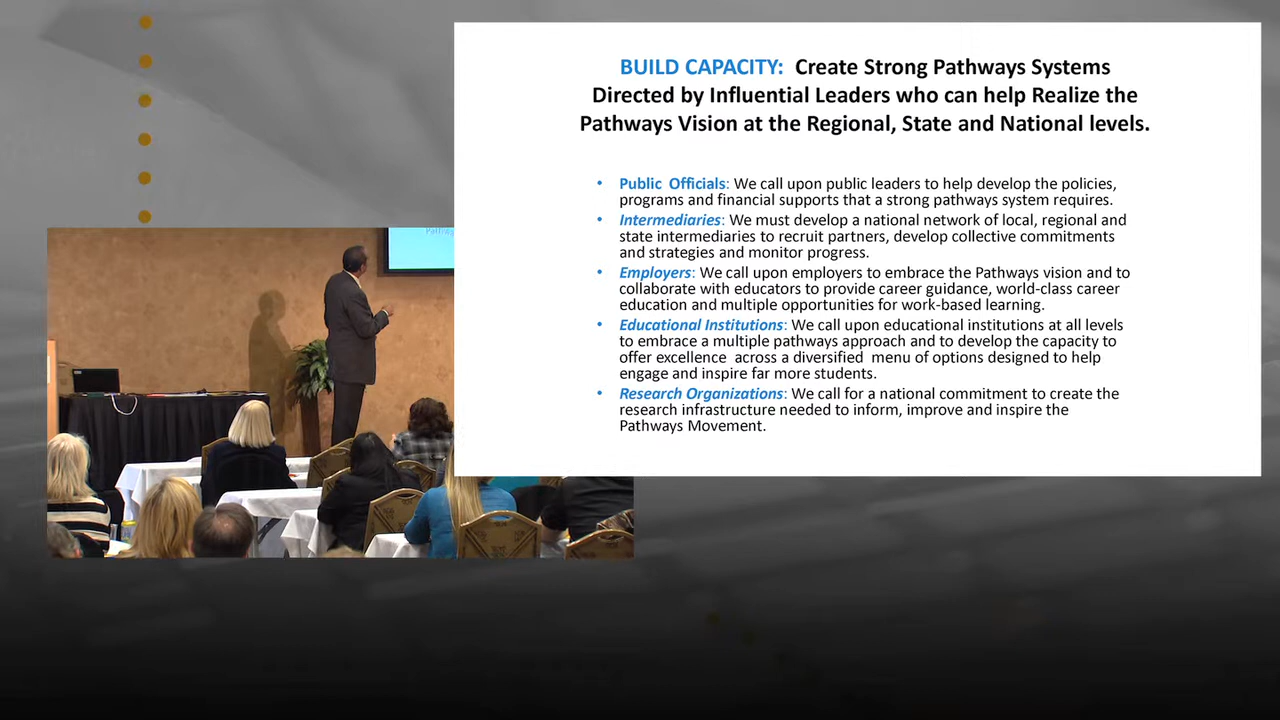 BUILD CAPACITY: Create Strong Pathways Systems
Directed by Influential Leaders who can help Realize the
Pathways Vision at the Regional, State and National levels.
• Public Officials: We call upon public leaders to help develop the policies,
programs and financial supports that a strong pathways system requires.
• Intermediaries: We must develop a national network of local, regional and
state intermediaries to recruit partners, develop collective commitments
and strategies and monitor progress.
• Employers: We call upon employers to embrace the Pathways vision and to
collaborate with educators to provide career guidance, world-class career
education and multiple opportunities for work-based learning.
• Educational Institutions: We call upon educational institutions at all levels
to embrace a multiple pathways approach and to develop the capacity to
offer excellence across a diversified menu of options designed to help
engage and inspire far more students.
• Research Organizations: We call for a national commitment to create the
research infrastructure needed to inform, improve and inspire the
Pathways Movement.